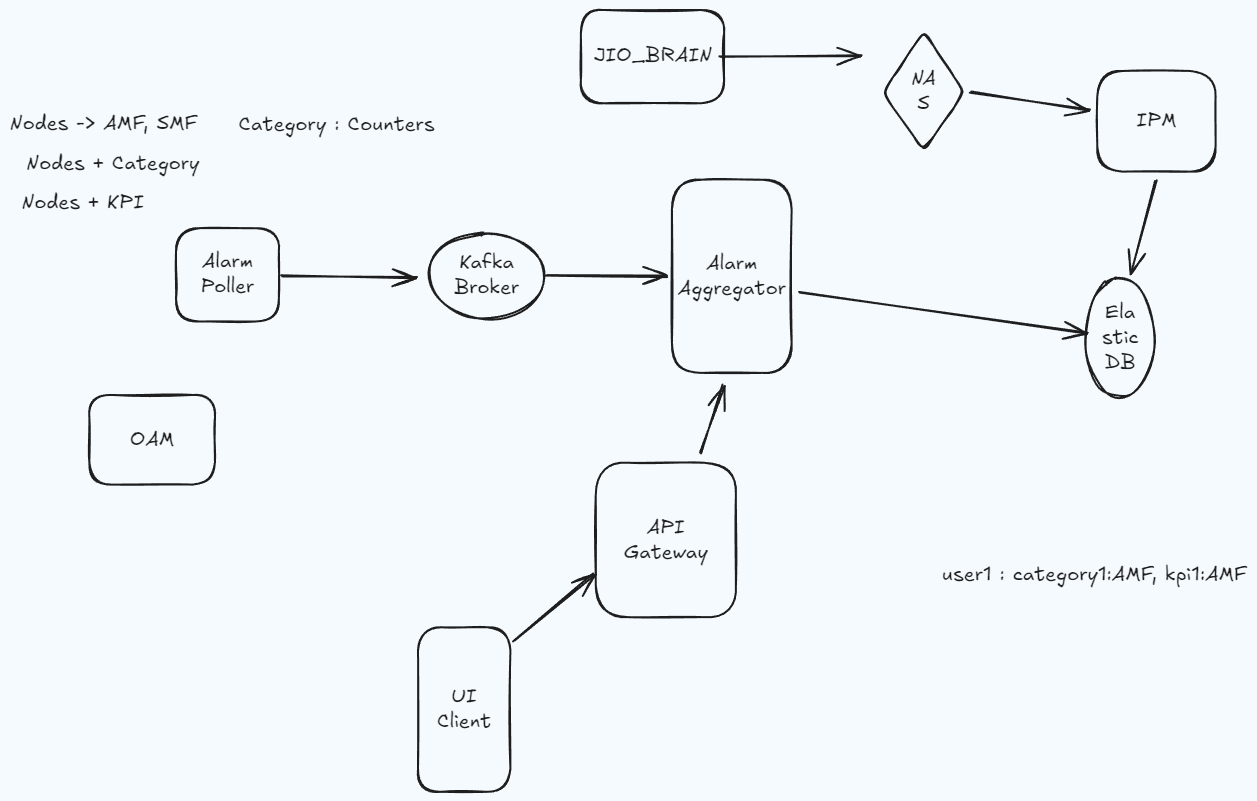 JIO_BRAIN
NA
S
IPM
Nodes -> AMF, SMF
Category : Counters
Nodes + Category
Nodes + KPI
Alarm
Poller
Kafka
Broker
Alarm
Aggregator
Ela
stic
DB
OAM
API
Gateway
user1 : category1:AMF, kpi1:AMF
UI
Client